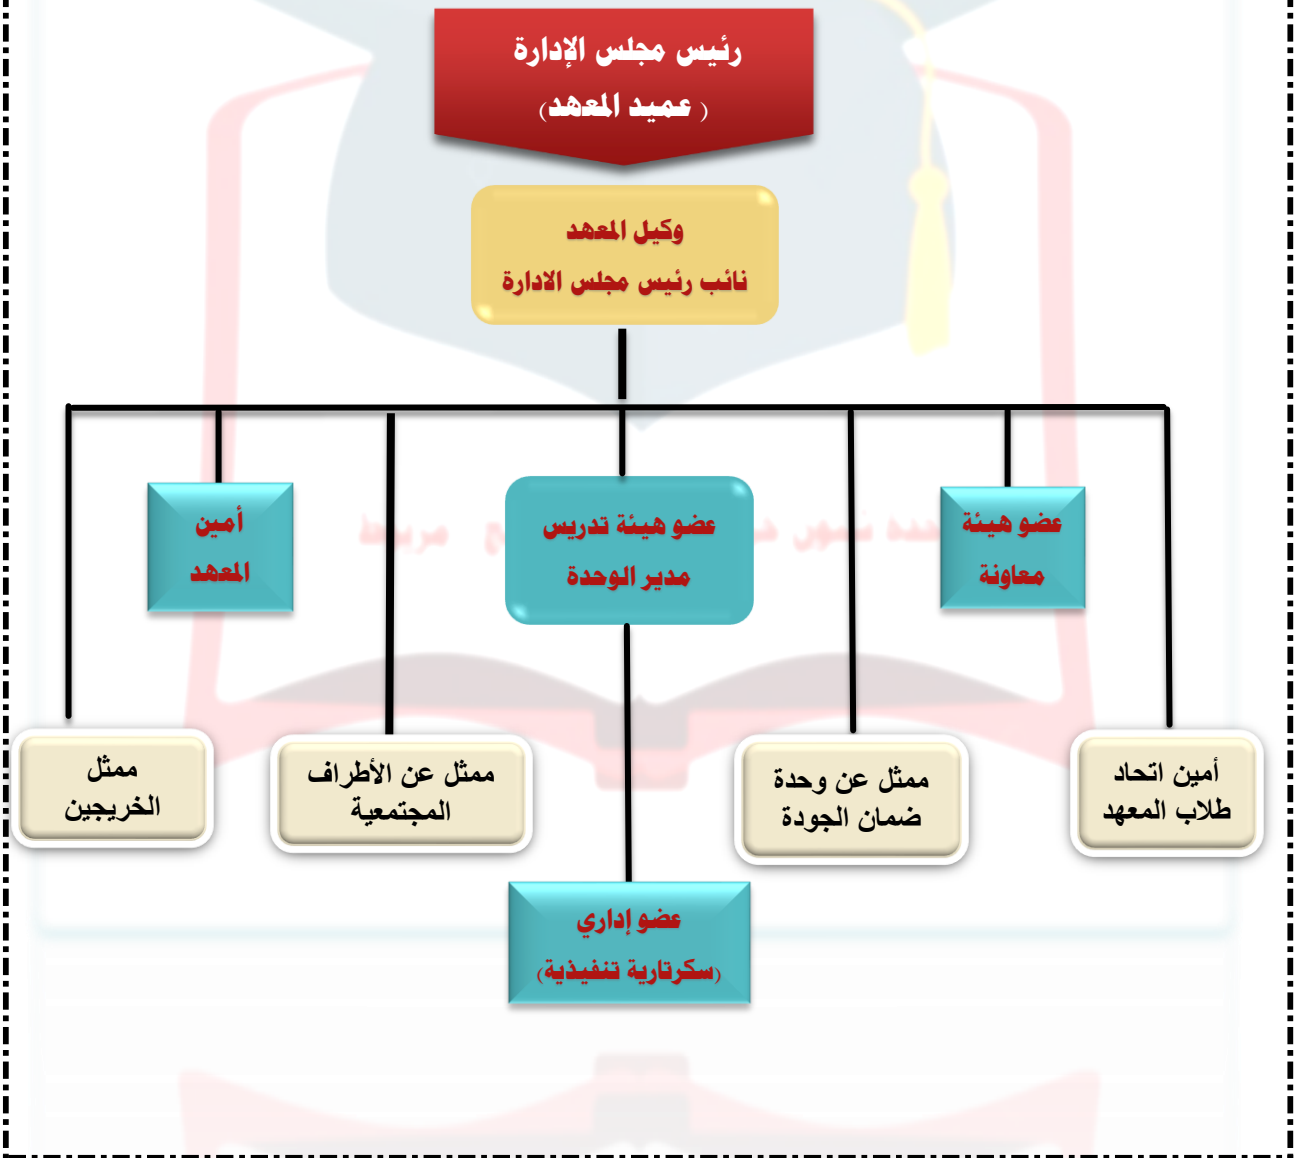 رئيس مجلس الإدارة
( عميد المعهد)
وكيل المعهد
نائب رئيس مجلس الادارة
عضو هيئة
معاونة
عضو هيئة تدريس
مدير الوحدة
أمين
المعهد
أمين اتحاد
طلاب المعهد
ممثل عن وحدة
ضمان الجودة
ممثل عن الأطراف
المجتمعية
ممثل
الخريجين
عضو إداري
(سكرتارية تنفيذية)